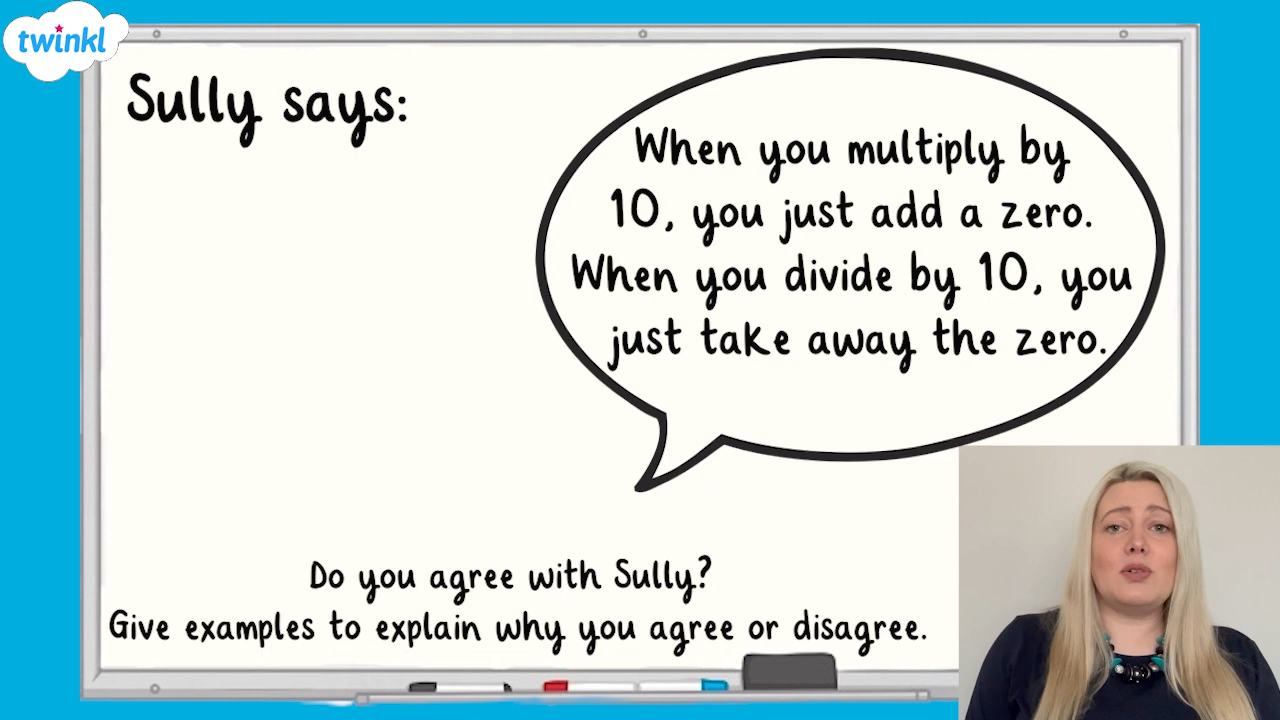 twinkl
Sully says:
When you multiply by
10, you just add a zero.
When you divide by 10, you
just take away the zero.
Do you agree with Sully?
Give examples to explain why you agree or disagree.